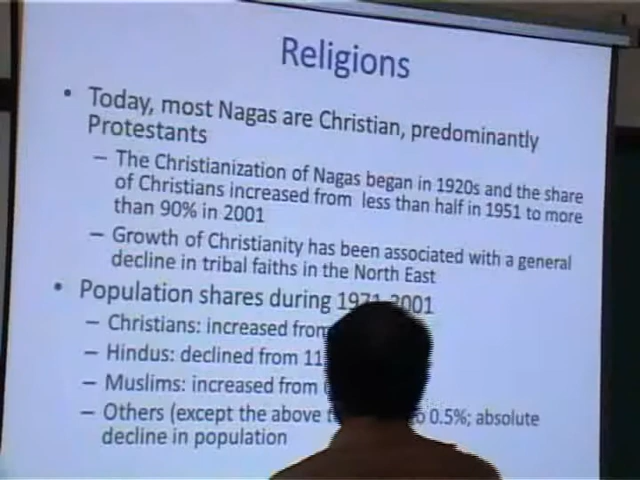 Religions
• Today, most Nagas are Christian, predominantly
Protestants
– The Christianization of Nagas began in 1920s and the share
of Christians increased from less than half in 1951 to more
than 90% in 2001
– Growth of Christianity has been associated with a general
decline in tribal faiths in the North East
• Population shares during 1971-2001
– Christians: increased from
– Hindus: declined from 11
– Muslims: increased from
– Others (except the above 0.5%; absolute
decline in population